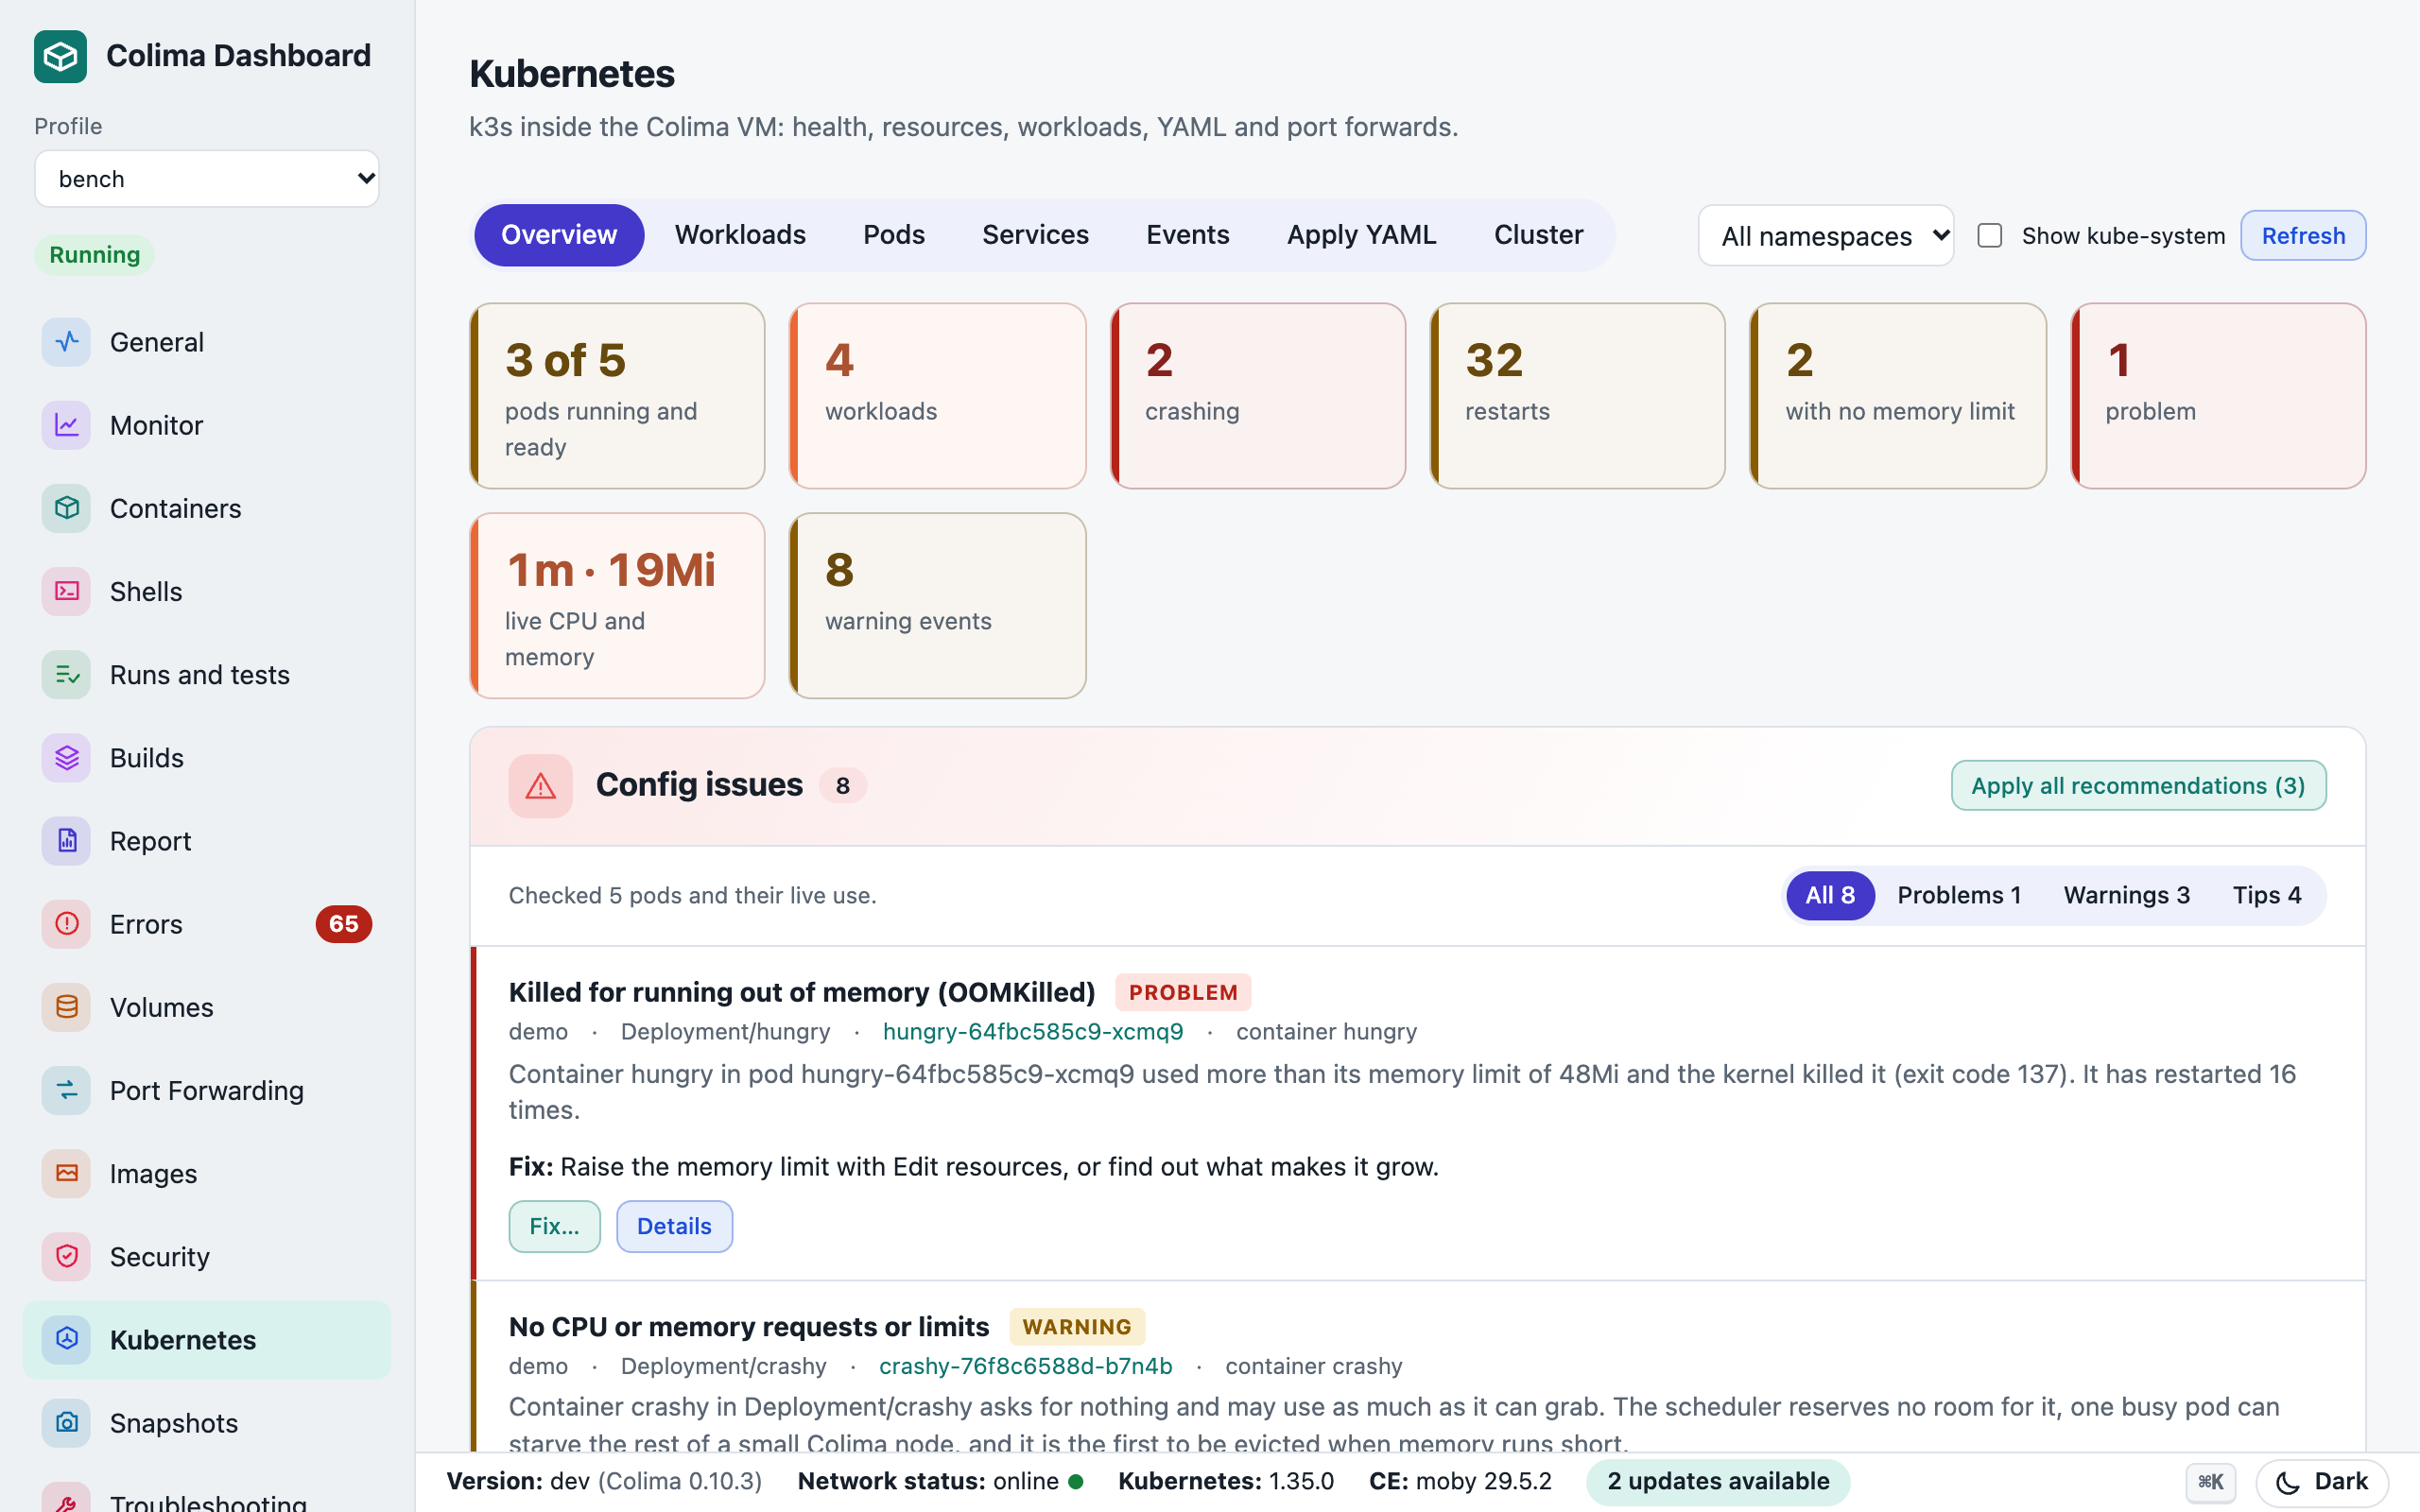 Colima Dashboard
Profile
bench
Running
General
Monitor
Containers
Shells
Runs and tests
Builds
Report
Errors
65
Volumes
Port Forwarding
Images
Security
Kubernetes
Snapshots
Troubleshooting
Kubernetes
k3s inside the Colima VM: health, resources, workloads, YAML and port forwards.
Overview
Workloads
Pods
Services
Events
Apply YAML
Cluster
All namespaces
Show kube-system
Refresh
3 of 5
pods running and
ready
4
workloads
2
crashing
32
restarts
2
with no memory limit
1
problem
1m · 19Mi
live CPU and
memory
8
warning events
Config issues 8
Apply all recommendations (3)
Checked 5 pods and their live use.
All 8
Problems 1
Warnings 3
Tips 4
Killed for running out of memory (OOMKilled) PROBLEM
demo · Deployment/hungry · hungry-64fbc585c9-xcmq9 · container hungry
Container hungry in pod hungry-64fbc585c9-xcmq9 used more than its memory limit of 48Mi and the kernel killed it (exit code 137). It has restarted 16
times.
Fix: Raise the memory limit with Edit resources, or find out what makes it grow.
Fix...
Details
No CPU or memory requests or limits WARNING
demo · Deployment/crashy · crashy-76f8c6588d-b7n4b · container crashy
Container crashy in Deployment/crashy asks for nothing and may use as much as it can grab. The scheduler reserves no room for it, one busy pod can
starve the rest of a small Colima node, and it is the first to be evicted when memory runs short.
Version: dev (Colima 0.10.3)
Network status: online
Kubernetes: 1.35.0
CE: moby 29.5.2
2 updates available
⌘K
Dark